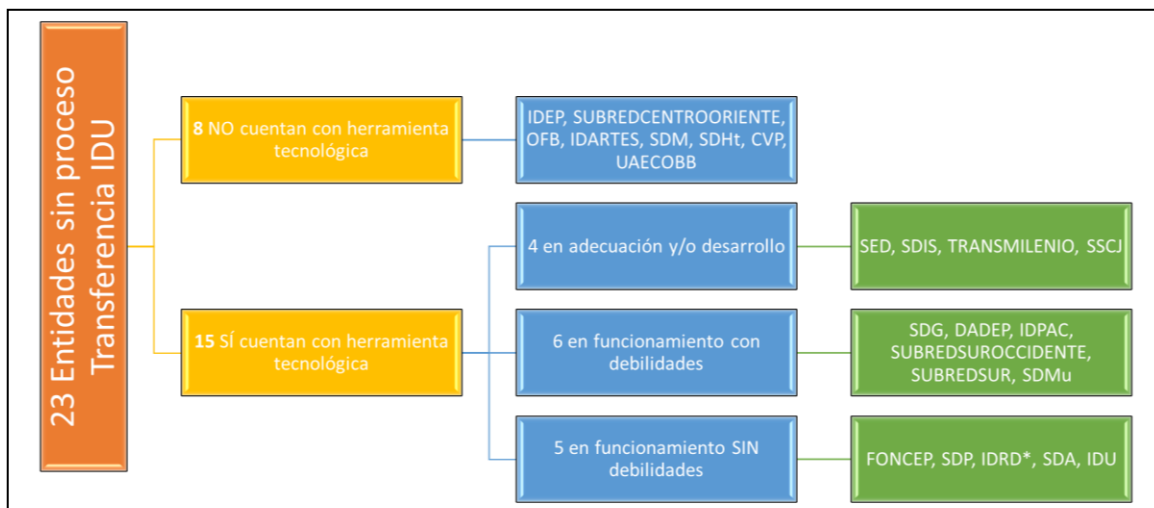 23 Entidades sin proceso
Transferencia IDU
8 NO cuentan con herramienta
tecnológica
IDEP, SUBREDCENTROORIENTE,
OFB, IDARTES, SDM, SDHt, CVP,
UAECOBB
15 SÍ cuentan con herramienta
tecnológica
4 en adecuación y/o desarrollo
SED, SDIS, TRANSMILENIO, SSCJ
6 en funcionamiento con
debilidades
SDG, DADEP, IDPAC,
SUBREDSUROCCIDENTE,
SUBREDSUR, SDMu
5 en funcionamiento SIN
debilidades
FONCEP, SDP, IDRD*, SDA, IDU